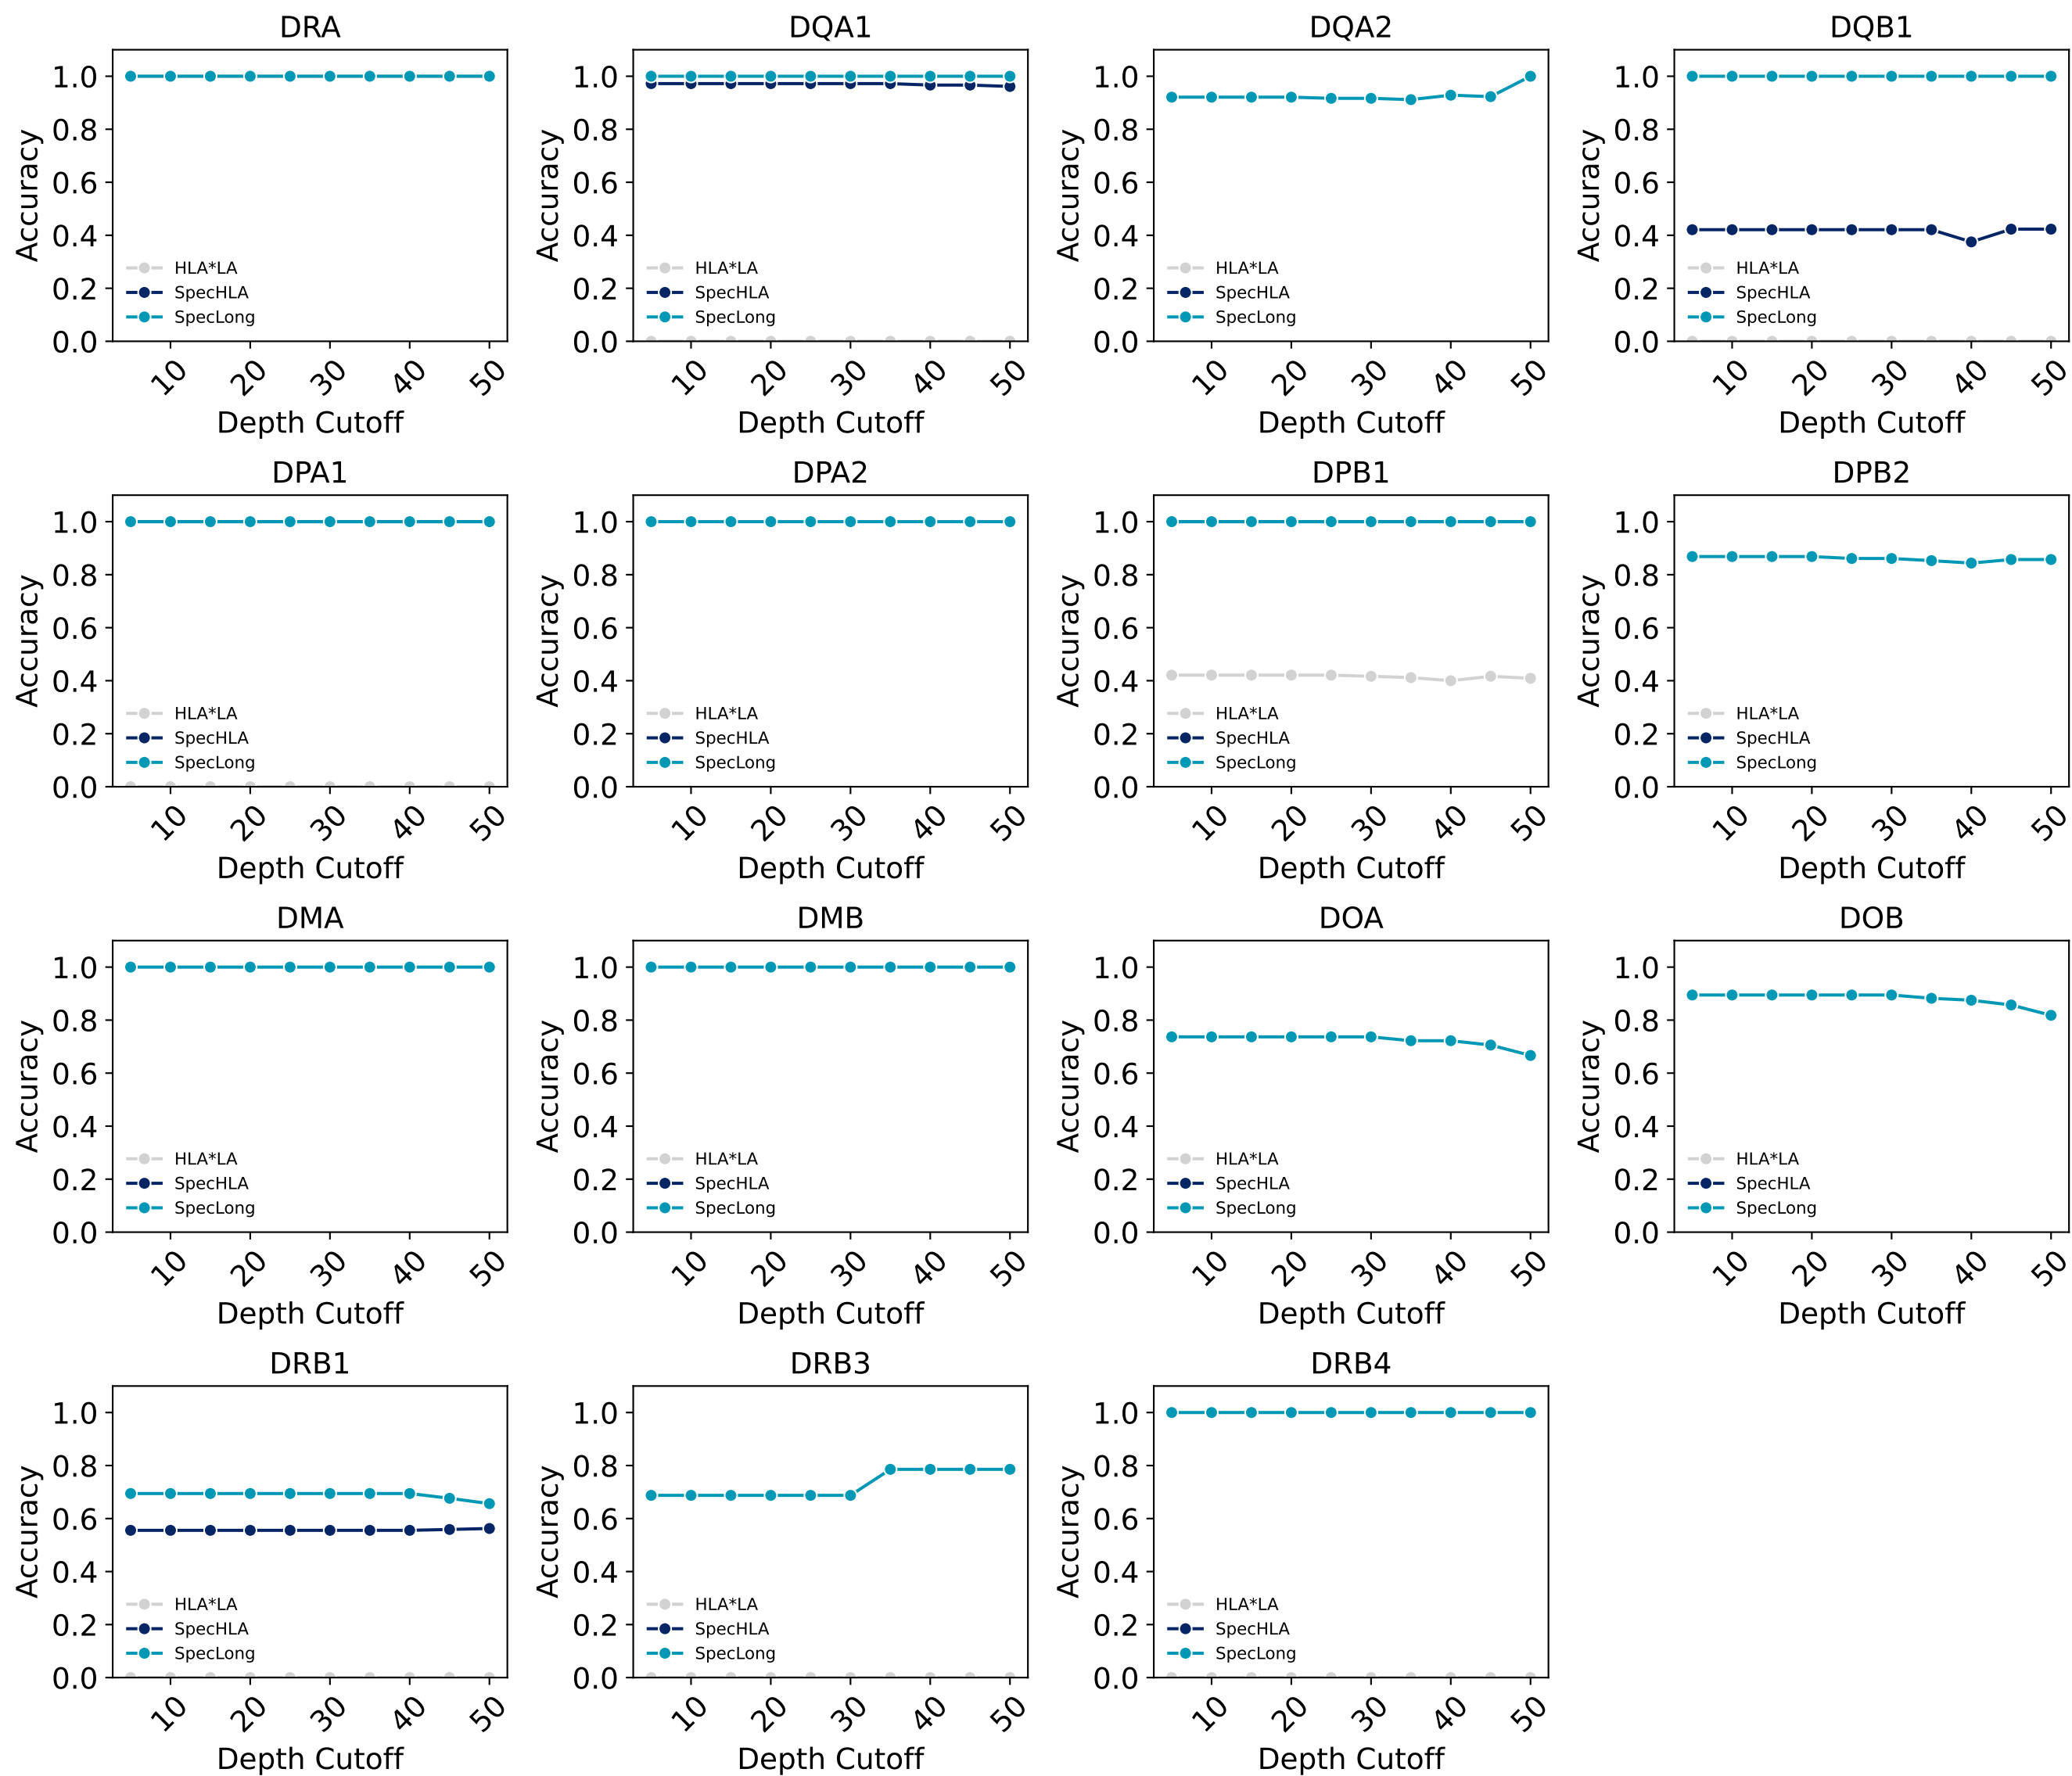 DRA
DQA1
DQA2
DQB1
Accuracy
1.0
0.8
0.6
0.4
0.2
0.0
HLA*LA
SpecHLA
SpecLong
10 20 30 40 50
Depth Cutoff
Accuracy
1.0
0.8
0.6
0.4
0.2
0.0
HLA*LA
SpecHLA
SpecLong
10 20 30 40 50
Depth Cutoff
Accuracy
1.0
0.8
0.6
0.4
0.2
0.0
HLA*LA
SpecHLA
SpecLong
10 20 30 40 50
Depth Cutoff
Accuracy
1.0
0.8
0.6
0.4
0.2
0.0
HLA*LA
SpecHLA
SpecLong
10 20 30 40 50
Depth Cutoff
DPA1
DPA2
DPB1
DPB2
Accuracy
1.0
0.8
0.6
0.4
0.2
0.0
HLA*LA
SpecHLA
SpecLong
10 20 30 40 50
Depth Cutoff
Accuracy
1.0
0.8
0.6
0.4
0.2
0.0
HLA*LA
SpecHLA
SpecLong
10 20 30 40 50
Depth Cutoff
Accuracy
1.0
0.8
0.6
0.4
0.2
0.0
HLA*LA
SpecHLA
SpecLong
10 20 30 40 50
Depth Cutoff
Accuracy
1.0
0.8
0.6
0.4
0.2
0.0
HLA*LA
SpecHLA
SpecLong
10 20 30 40 50
Depth Cutoff
DMA
DMB
DOA
DOB
Accuracy
1.0
0.8
0.6
0.4
0.2
0.0
HLA*LA
SpecHLA
SpecLong
10 20 30 40 50
Depth Cutoff
Accuracy
1.0
0.8
0.6
0.4
0.2
0.0
HLA*LA
SpecHLA
SpecLong
10 20 30 40 50
Depth Cutoff
Accuracy
1.0
0.8
0.6
0.4
0.2
0.0
HLA*LA
SpecHLA
SpecLong
10 20 30 40 50
Depth Cutoff
Accuracy
1.0
0.8
0.6
0.4
0.2
0.0
HLA*LA
SpecHLA
SpecLong
10 20 30 40 50
Depth Cutoff
DRB1
DRB3
DRB4
Accuracy
1.0
0.8
0.6
0.4
0.2
0.0
HLA*LA
SpecHLA
SpecLong
10 20 30 40 50
Depth Cutoff
Accuracy
1.0
0.8
0.6
0.4
0.2
0.0
HLA*LA
SpecHLA
SpecLong
10 20 30 40 50
Depth Cutoff
Accuracy
1.0
0.8
0.6
0.4
0.2
0.0
HLA*LA
SpecHLA
SpecLong
10 20 30 40 50
Depth Cutoff